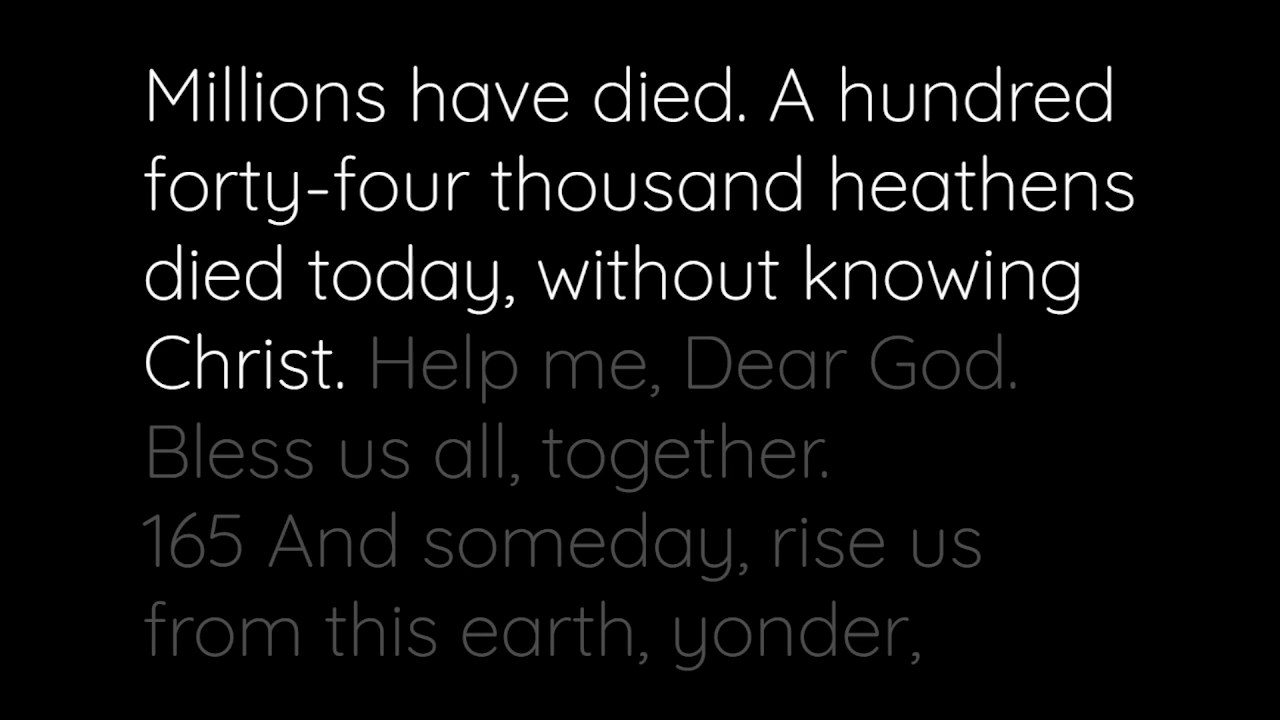 Millions have died. A hundred
forty-four thousand heathens
died today, without knowing
Christ. Help me, Dear God.
Bless us all, together.
165 And someday, rise us
from this earth, yonder,